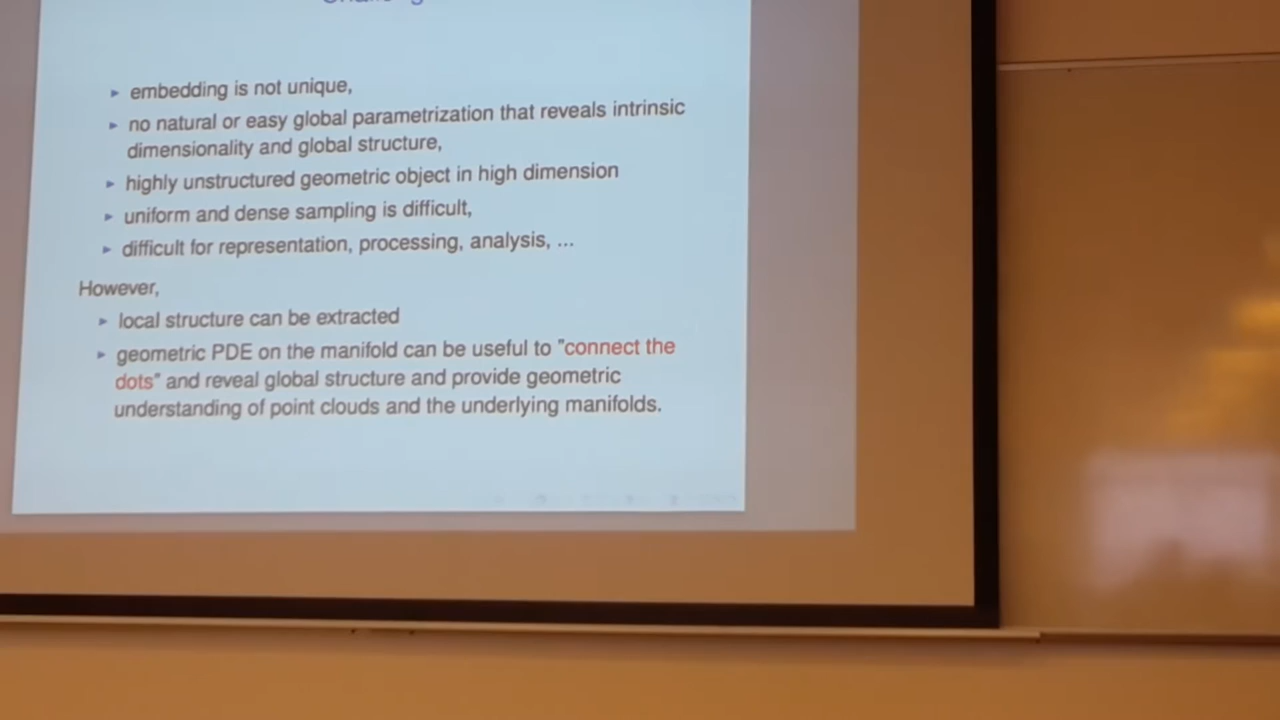 ► embedding is not unique,
► no natural or easy global parametrization that reveals intrinsic
dimensionality and global structure,
► highly unstructured geometric object in high dimension
► uniform and dense sampling is difficult,
► difficult for representation, processing, analysis, ...
However,
► local structure can be extracted
► geometric PDE on the manifold can be useful to "connect the
dots" and reveal global structure and provide geometric
understanding of point clouds and the underlying manifolds.